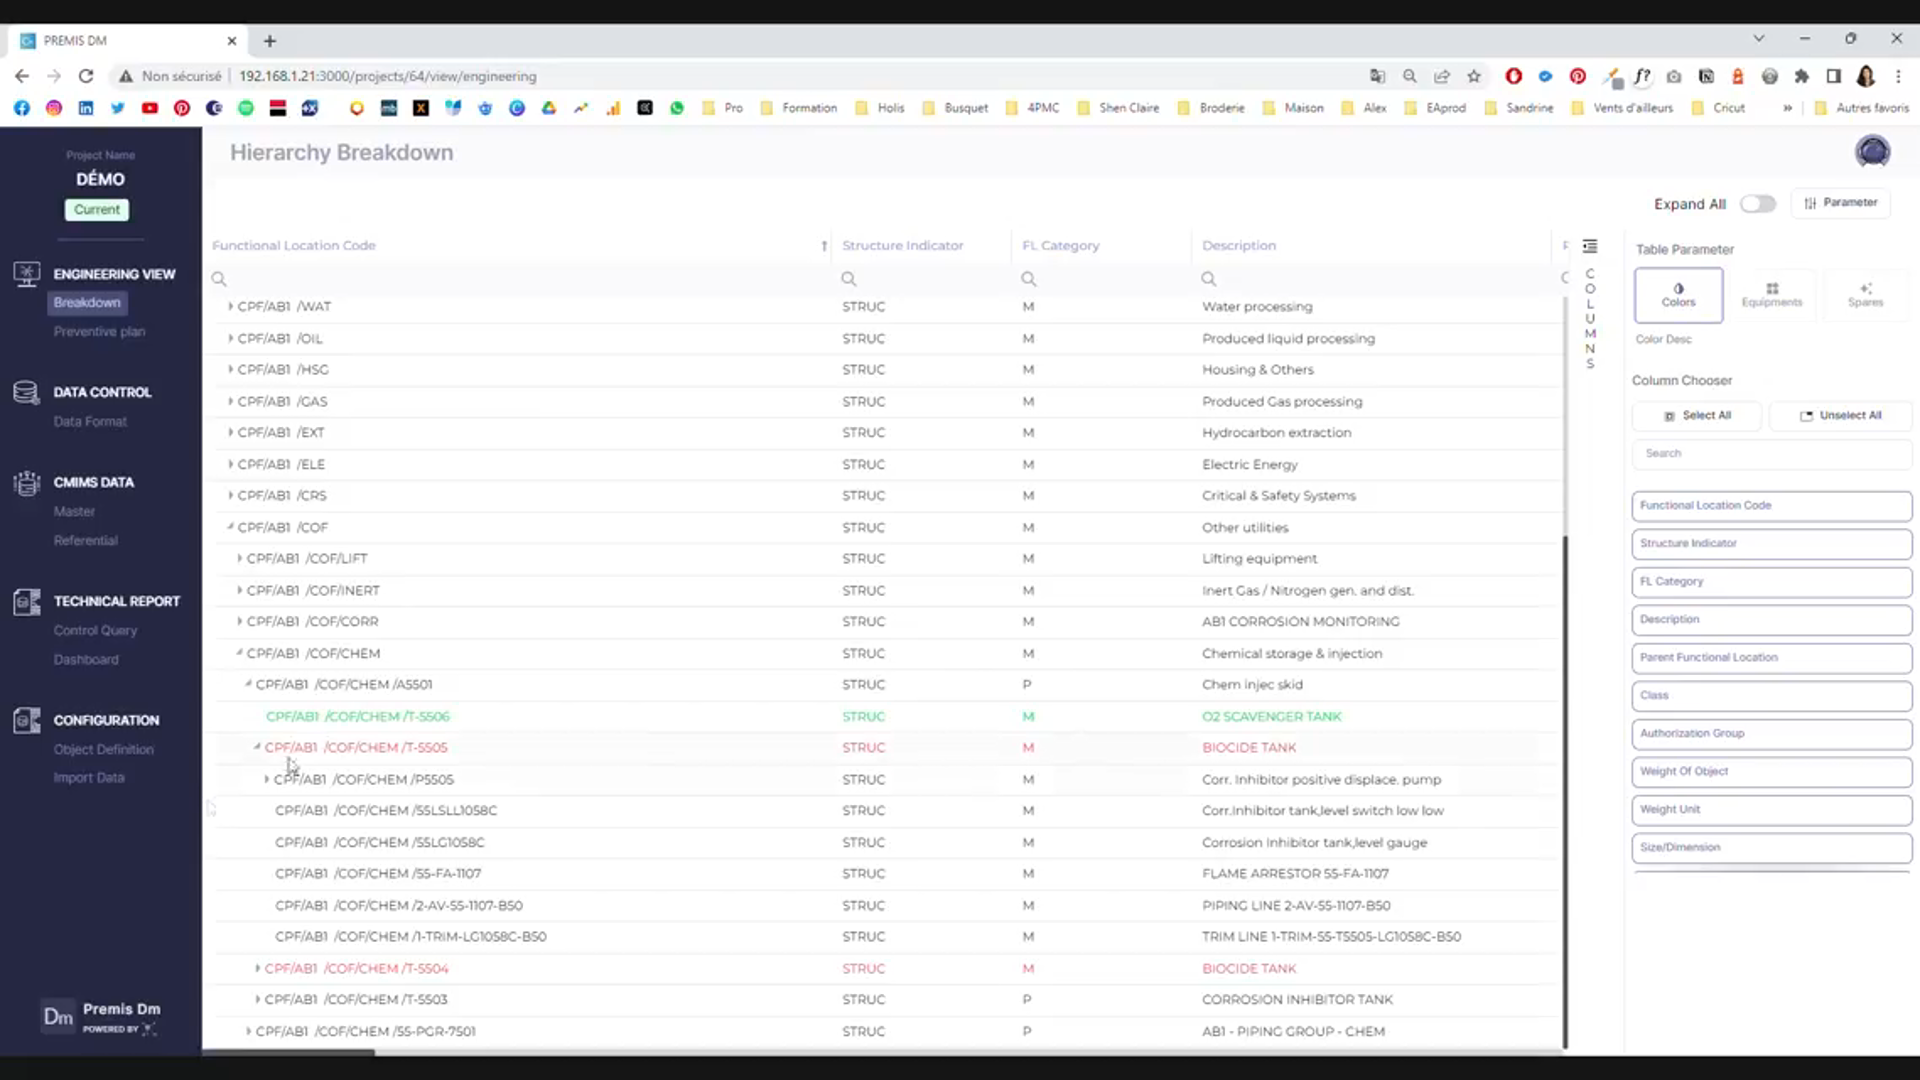 PREMIS DM
Non sécurisé 192.168.1.21:3000/projects/64/view/engineering
Pro Formation Holis Busquet 4PMC Shen Claire Broderie Maison Alex EAprod Sandrine Vents d'ailleurs Cricut » Autres favoris
Project Name
DÉMO
Current
ENGINEERING VIEW
Breakdown
Preventive plan
DATA CONTROL
Data Format
CMIMS DATA
Master
Referential
TECHNICAL REPORT
Control Query
Dashboard
CONFIGURATION
Object Definition
Import Data
Dm Premis Dm
POWERED BY
Hierarchy Breakdown
Expand All Parameter
Functional Location Code Structure Indicator FL Category Description
CPF/AB1 /WAT STRUC M Water processing
CPF/AB1 /OIL STRUC M Produced liquid processing
CPF/AB1 /HSG STRUC M Housing & Others
CPF/AB1 /GAS STRUC M Produced Gas processing
CPF/AB1 /EXT STRUC M Hydrocarbon extraction
CPF/AB1 /ELE STRUC M Electric Energy
CPF/AB1 /CRS STRUC M Critical & Safety Systems
CPF/AB1 /COF STRUC M Other utilities
CPF/AB1 /COF/LIFT STRUC M Lifting equipment
CPF/AB1 /COF/INERT STRUC M Inert Gas / Nitrogen gen. and dist.
CPF/AB1 /COF/CORR STRUC M AB1 CORROSION MONITORING
CPF/AB1 /COF/CHEM STRUC M Chemical storage & injection
CPF/AB1 /COF/CHEM /A5501 STRUC P Chem injec skid
CPF/AB1 /COF/CHEM /T-5506 STRUC M O2 SCAVENGER TANK
CPF/AB1 /COF/CHEM /T-5505 STRUC M BIOCIDE TANK
CPF/AB1 /COF/CHEM /P5505 STRUC M Corr. Inhibitor positive displace. pump
CPF/AB1 /COF/CHEM /55LSLL1058C STRUC M Corr.Inhibitor tank,level switch low low
CPF/AB1 /COF/CHEM /55LG1058C STRUC M Corrosion Inhibitor tank,level gauge
CPF/AB1 /COF/CHEM /55-FA-1107 STRUC M FLAME ARRESTOR 55-FA-1107
CPF/AB1 /COF/CHEM /2-AV-55-1107-B50 STRUC M PIPING LINE 2-AV-55-1107-B50
CPF/AB1 /COF/CHEM /1-TRIM-LG1058C-B50 STRUC M TRIM LINE 1-TRIM-55-T5505-LG1058C-B50
CPF/AB1 /COF/CHEM /T-5504 STRUC M BIOCIDE TANK
CPF/AB1 /COF/CHEM /T-5503 STRUC P CORROSION INHIBITOR TANK
CPF/AB1 /COF/CHEM /55-PGR-7501 STRUC P AB1 - PIPING GROUP - CHEM
COLUMNS
Table Parameter
Colors Equipments Spares
Color Desc
Column Chooser
Select All Unselect All
Search
Functional Location Code
Structure Indicator
FL Category
Description
Parent Functional Location
Class
Authorization Group
Weight Of Object
Weight Unit
Size/Dimension